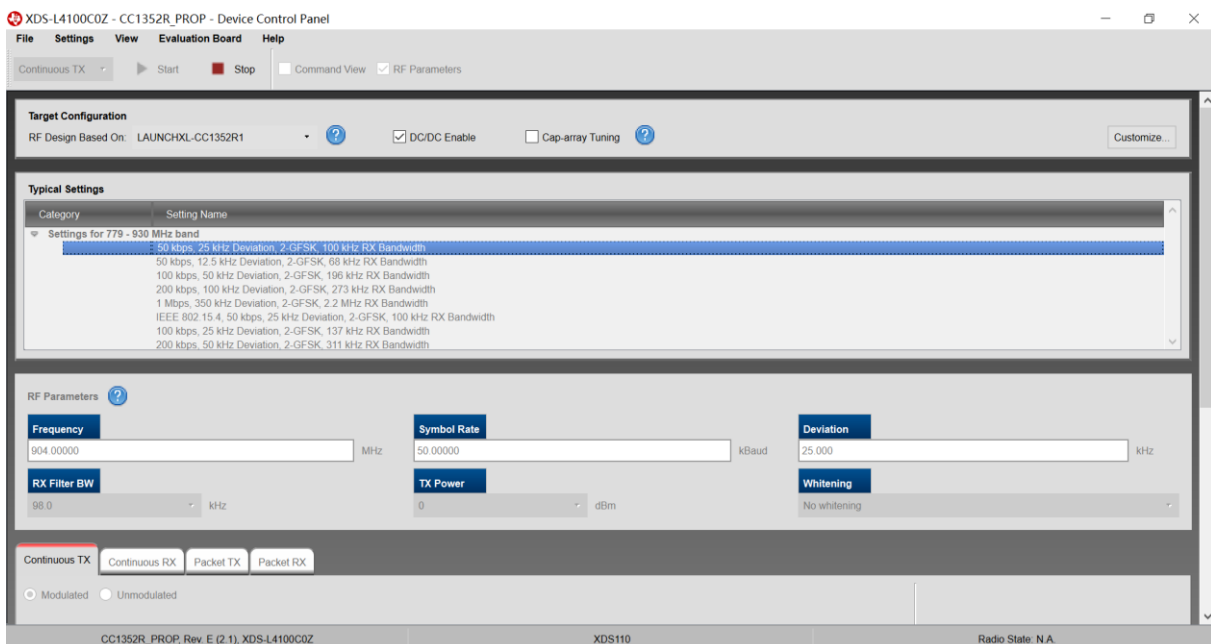 XDS-L4100C0Z - CC1352R_PROP - Device Control Panel
File Settings View Evaluation Board Help
Continuous TX Start Stop Command View RF Parameters
Target Configuration
RF Design Based On: LAUNCHXL-CC1352R1 ? DC/DC Enable Cap-array Tuning ? Customize...
Typical Settings
Category Setting Name
Settings for 779 - 930 MHz band
50 kbps, 25 kHz Deviation, 2-GFSK, 100 kHz RX Bandwidth
50 kbps, 12.5 kHz Deviation, 2-GFSK, 68 kHz RX Bandwidth
100 kbps, 50 kHz Deviation, 2-GFSK, 196 kHz RX Bandwidth
200 kbps, 100 kHz Deviation, 2-GFSK, 273 kHz RX Bandwidth
1 Mbps, 350 kHz Deviation, 2-GFSK, 2.2 MHz RX Bandwidth
IEEE 802.15.4, 50 kbps, 25 kHz Deviation, 2-GFSK, 100 kHz RX Bandwidth
100 kbps, 25 kHz Deviation, 2-GFSK, 137 kHz RX Bandwidth
200 kbps, 50 kHz Deviation, 2-GFSK, 311 kHz RX Bandwidth
RF Parameters ?
Frequency Symbol Rate Deviation
904.00000 MHz 50.00000 kBaud 25.000 kHz
RX Filter BW TX Power Whitening
98.0 kHz 0 dBm No whitening
Continuous TX Continuous RX Packet TX Packet RX
Modulated Unmodulated
CC1352R_PROP, Rev. E (2.1), XDS-L4100C0Z XDS110 Radio State: N.A.